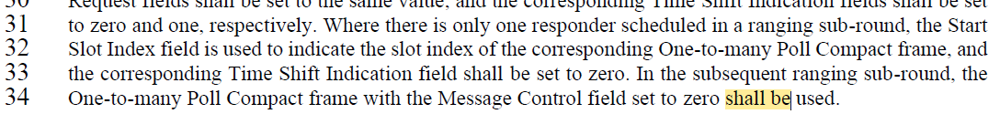 30 Request fields shall be set to the same value, and the corresponding Time Shift Indication fields shall be set
31 to zero and one, respectively. Where there is only one responder scheduled in a ranging sub-round, the Start
32 Slot Index field is used to indicate the slot index of the corresponding One-to-many Poll Compact frame, and
33 the corresponding Time Shift Indication field shall be set to zero. In the subsequent ranging sub-round, the
34 One-to-many Poll Compact frame with the Message Control field set to zero shall be used.